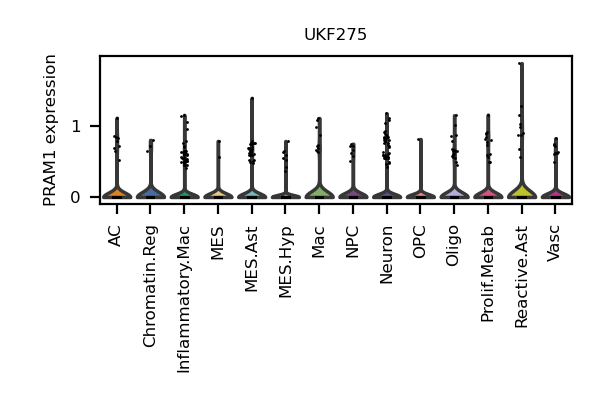 UKF275
PRAM1 expression
1
0
AC
Chromatin.Reg
Inflammatory.Mac
MES
MES.Ast
MES.Hyp
Mac
NPC
Neuron
OPC
Oligo
Prolif.Metab
Reactive.Ast
Vasc